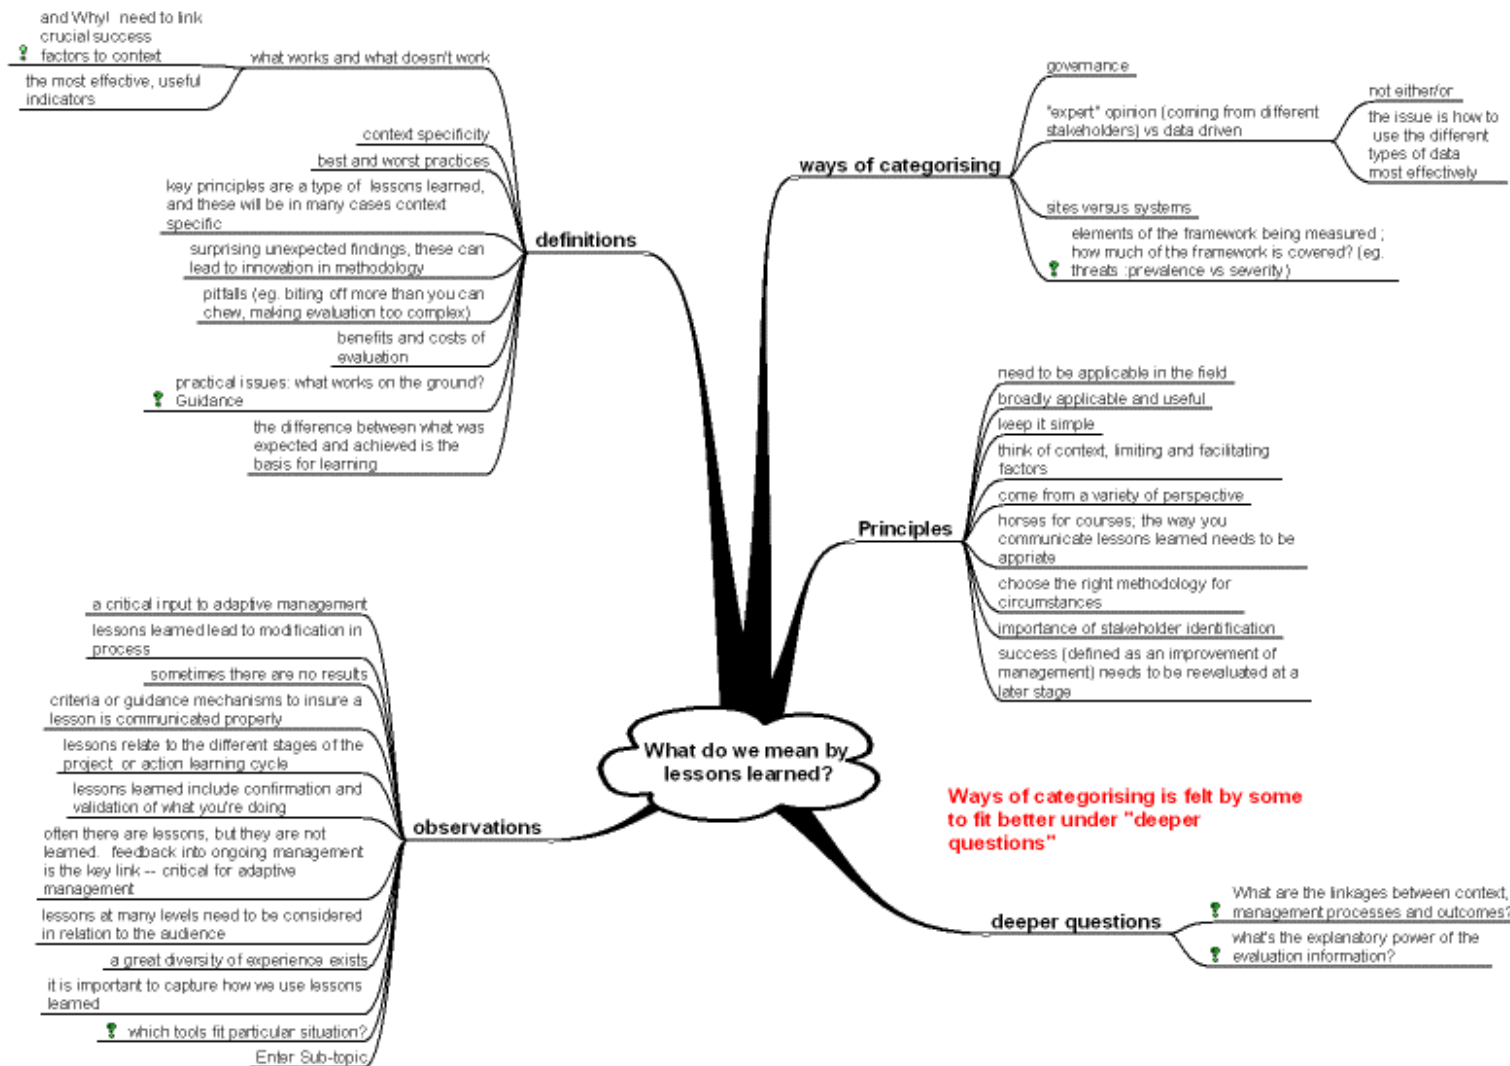 and Why! need to link
crucial success
factors to context
the most effective, useful
indicators
what works and what doesn't work
context specificity
best and worst practices
key principles are a type of lessons learned,
and these will be in many cases context
specific
surprising unexpected findings, these can
lead to innovation in methodology
pitfalls (eg. biting off more than you can
chew, making evaluation too complex)
benefits and costs of
evaluation
practical issues: what works on the ground?
Guidance
the difference between what was
expected and achieved is the
basis for learning
definitions
governance
"expert" opinion (coming from different
stakeholders) vs data driven
not either/or
the issue is how to
use the different
types of data
most effectively
ways of categorising
sites versus systems
elements of the framework being measured ;
how much of the framework is covered? (eg.
threats :prevalence vs severity)
need to be applicable in the field
broadly applicable and useful
keep it simple
think of context, limiting and facilitating
factors
come from a variety of perspective
Principles
horses for courses; the way you
communicate lessons learned needs to be
appriate
choose the right methodology for
circumstances
importance of stakeholder identification
success (defined as an improvement of
management) needs to be reevaluated at a
later stage
What do we mean by
lessons learned?
a critical input to adaptive management
lessons learned lead to modification in
process
sometimes there are no results
criteria or guidance mechanisms to insure a
lesson is communicated properly
lessons relate to the different stages of the
project or action learning cycle
lessons learned include confirmation and
validation of what you're doing
observations
often there are lessons, but they are not
learned. feedback into ongoing management
is the key link -- critical for adaptive
management
lessons at many levels need to be considered
in relation to the audience
a great diversity of experience exists
it is important to capture how we use lessons
learned
which tools fit particular situation?
Enter Sub-topic
Ways of categorising is felt by some
to fit better under "deeper
questions"
deeper questions
What are the linkages between context,
management processes and outcomes?
what's the explanatory power of the
evaluation information?